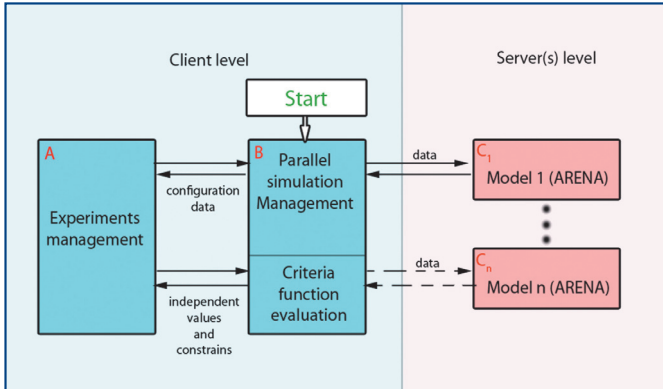 Client level
Server(s) level
Start
A
Experiments
management
configuration
data
independent
values
and
constrains
B
Parallel
simulation
Management
Criteria
function
evaluation
data
data
C1
Model 1 (ARENA)
Cn
Model n (ARENA)